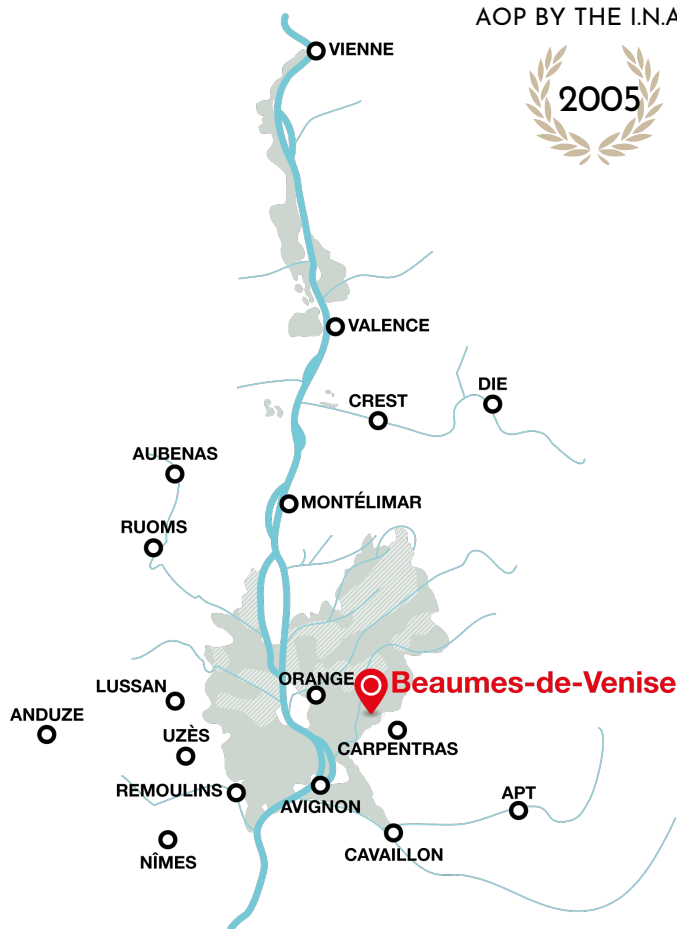 AOP BY THE I.N.A
2005
VIENNE
VALENCE
DIE
CREST
AUBENAS
MONTÉLIMAR
RUOMS
ORANGE
Beaumes-de-Venise
LUSSAN
ANDUZE
UZÈS
CARPENTRAS
REMOULINS
APT
AVIGNON
CAVAILLON
NÎMES